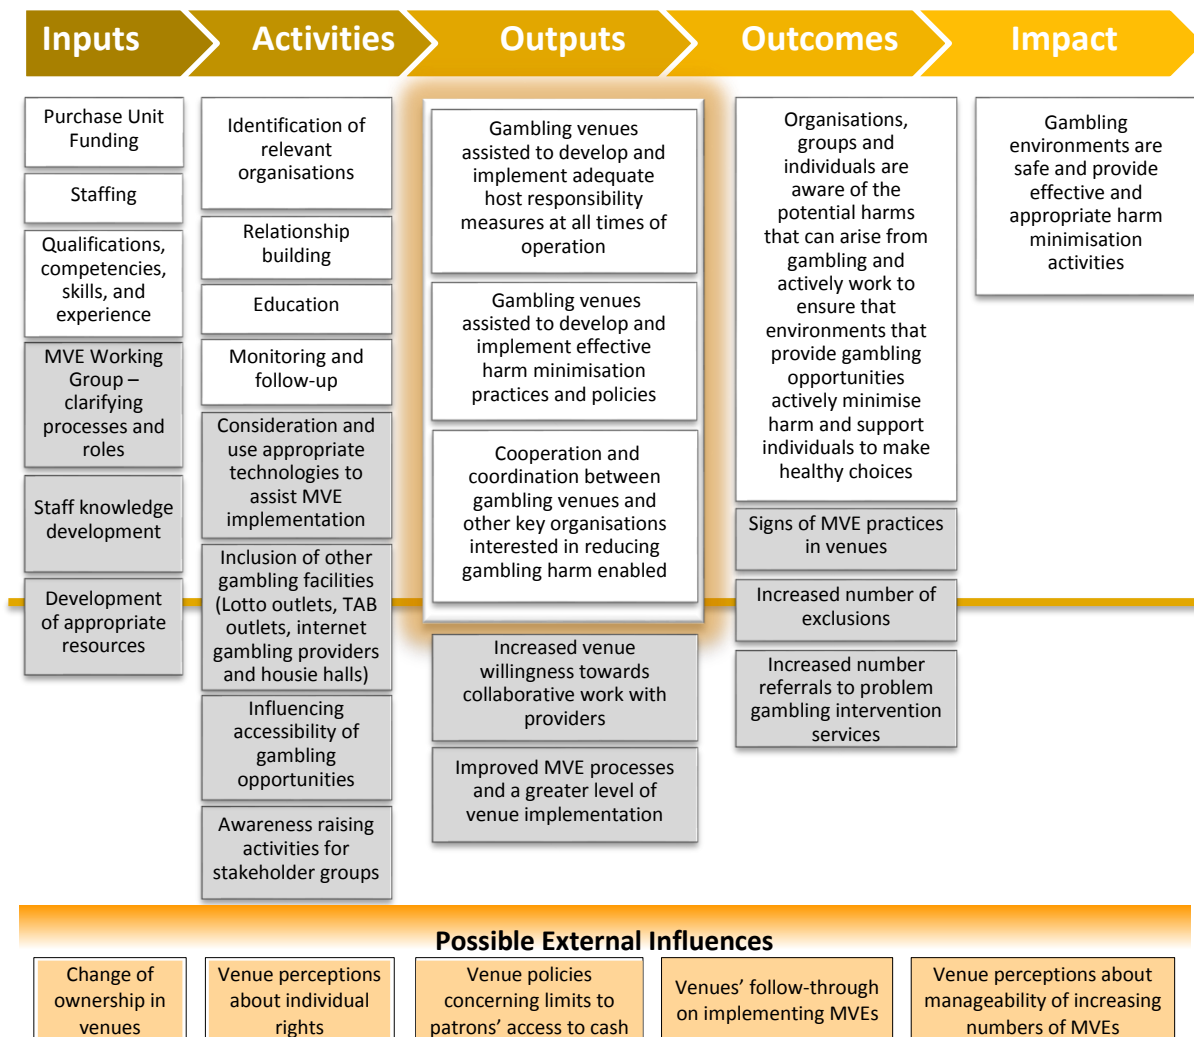 Inputs
Activities
Outputs
Outcomes
Impact
Purchase Unit
Funding
Staffing
Qualifications,
competencies,
skills, and
experience
MVE Working
Group –
clarifying
processes and
roles
Staff knowledge
development
Development
of appropriate
resources
Identification of
relevant
organisations
Relationship
building
Education
Monitoring and
follow-up
Consideration and
use appropriate
technologies to
assist MVE
implementation
Inclusion of other
gambling facilities
(Lotto outlets, TAB
outlets, internet
gambling providers
and housie halls)
Influencing
accessibility of
gambling
opportunities
Awareness raising
activities for
stakeholder groups
Gambling venues
assisted to develop and
implement adequate
host responsibility
measures at all times of
operation
Gambling venues
assisted to develop and
implement effective
harm minimisation
practices and policies
Cooperation and
coordination between
gambling venues and
other key organisations
interested in reducing
gambling harm enabled
Increased venue
willingness towards
collaborative work with
providers
Improved MVE processes
and a greater level of
venue implementation
Organisations,
groups and
individuals are
aware of the
potential harms
that can arise from
gambling and
actively work to
ensure that
environments that
provide gambling
opportunities
actively minimise
harm and support
individuals to make
healthy choices
Signs of MVE practices
in venues
Increased number of
exclusions
Increased number
referrals to problem
gambling intervention
services
Gambling
environments are
safe and provide
effective and
appropriate harm
minimisation
activities
Possible External Influences
Change of
ownership in
venues
Venue perceptions
about individual
rights
Venue policies
concerning limits to
patrons' access to cash
Venues' follow-through
on implementing MVEs
Venue perceptions about
manageability of increasing
numbers of MVEs